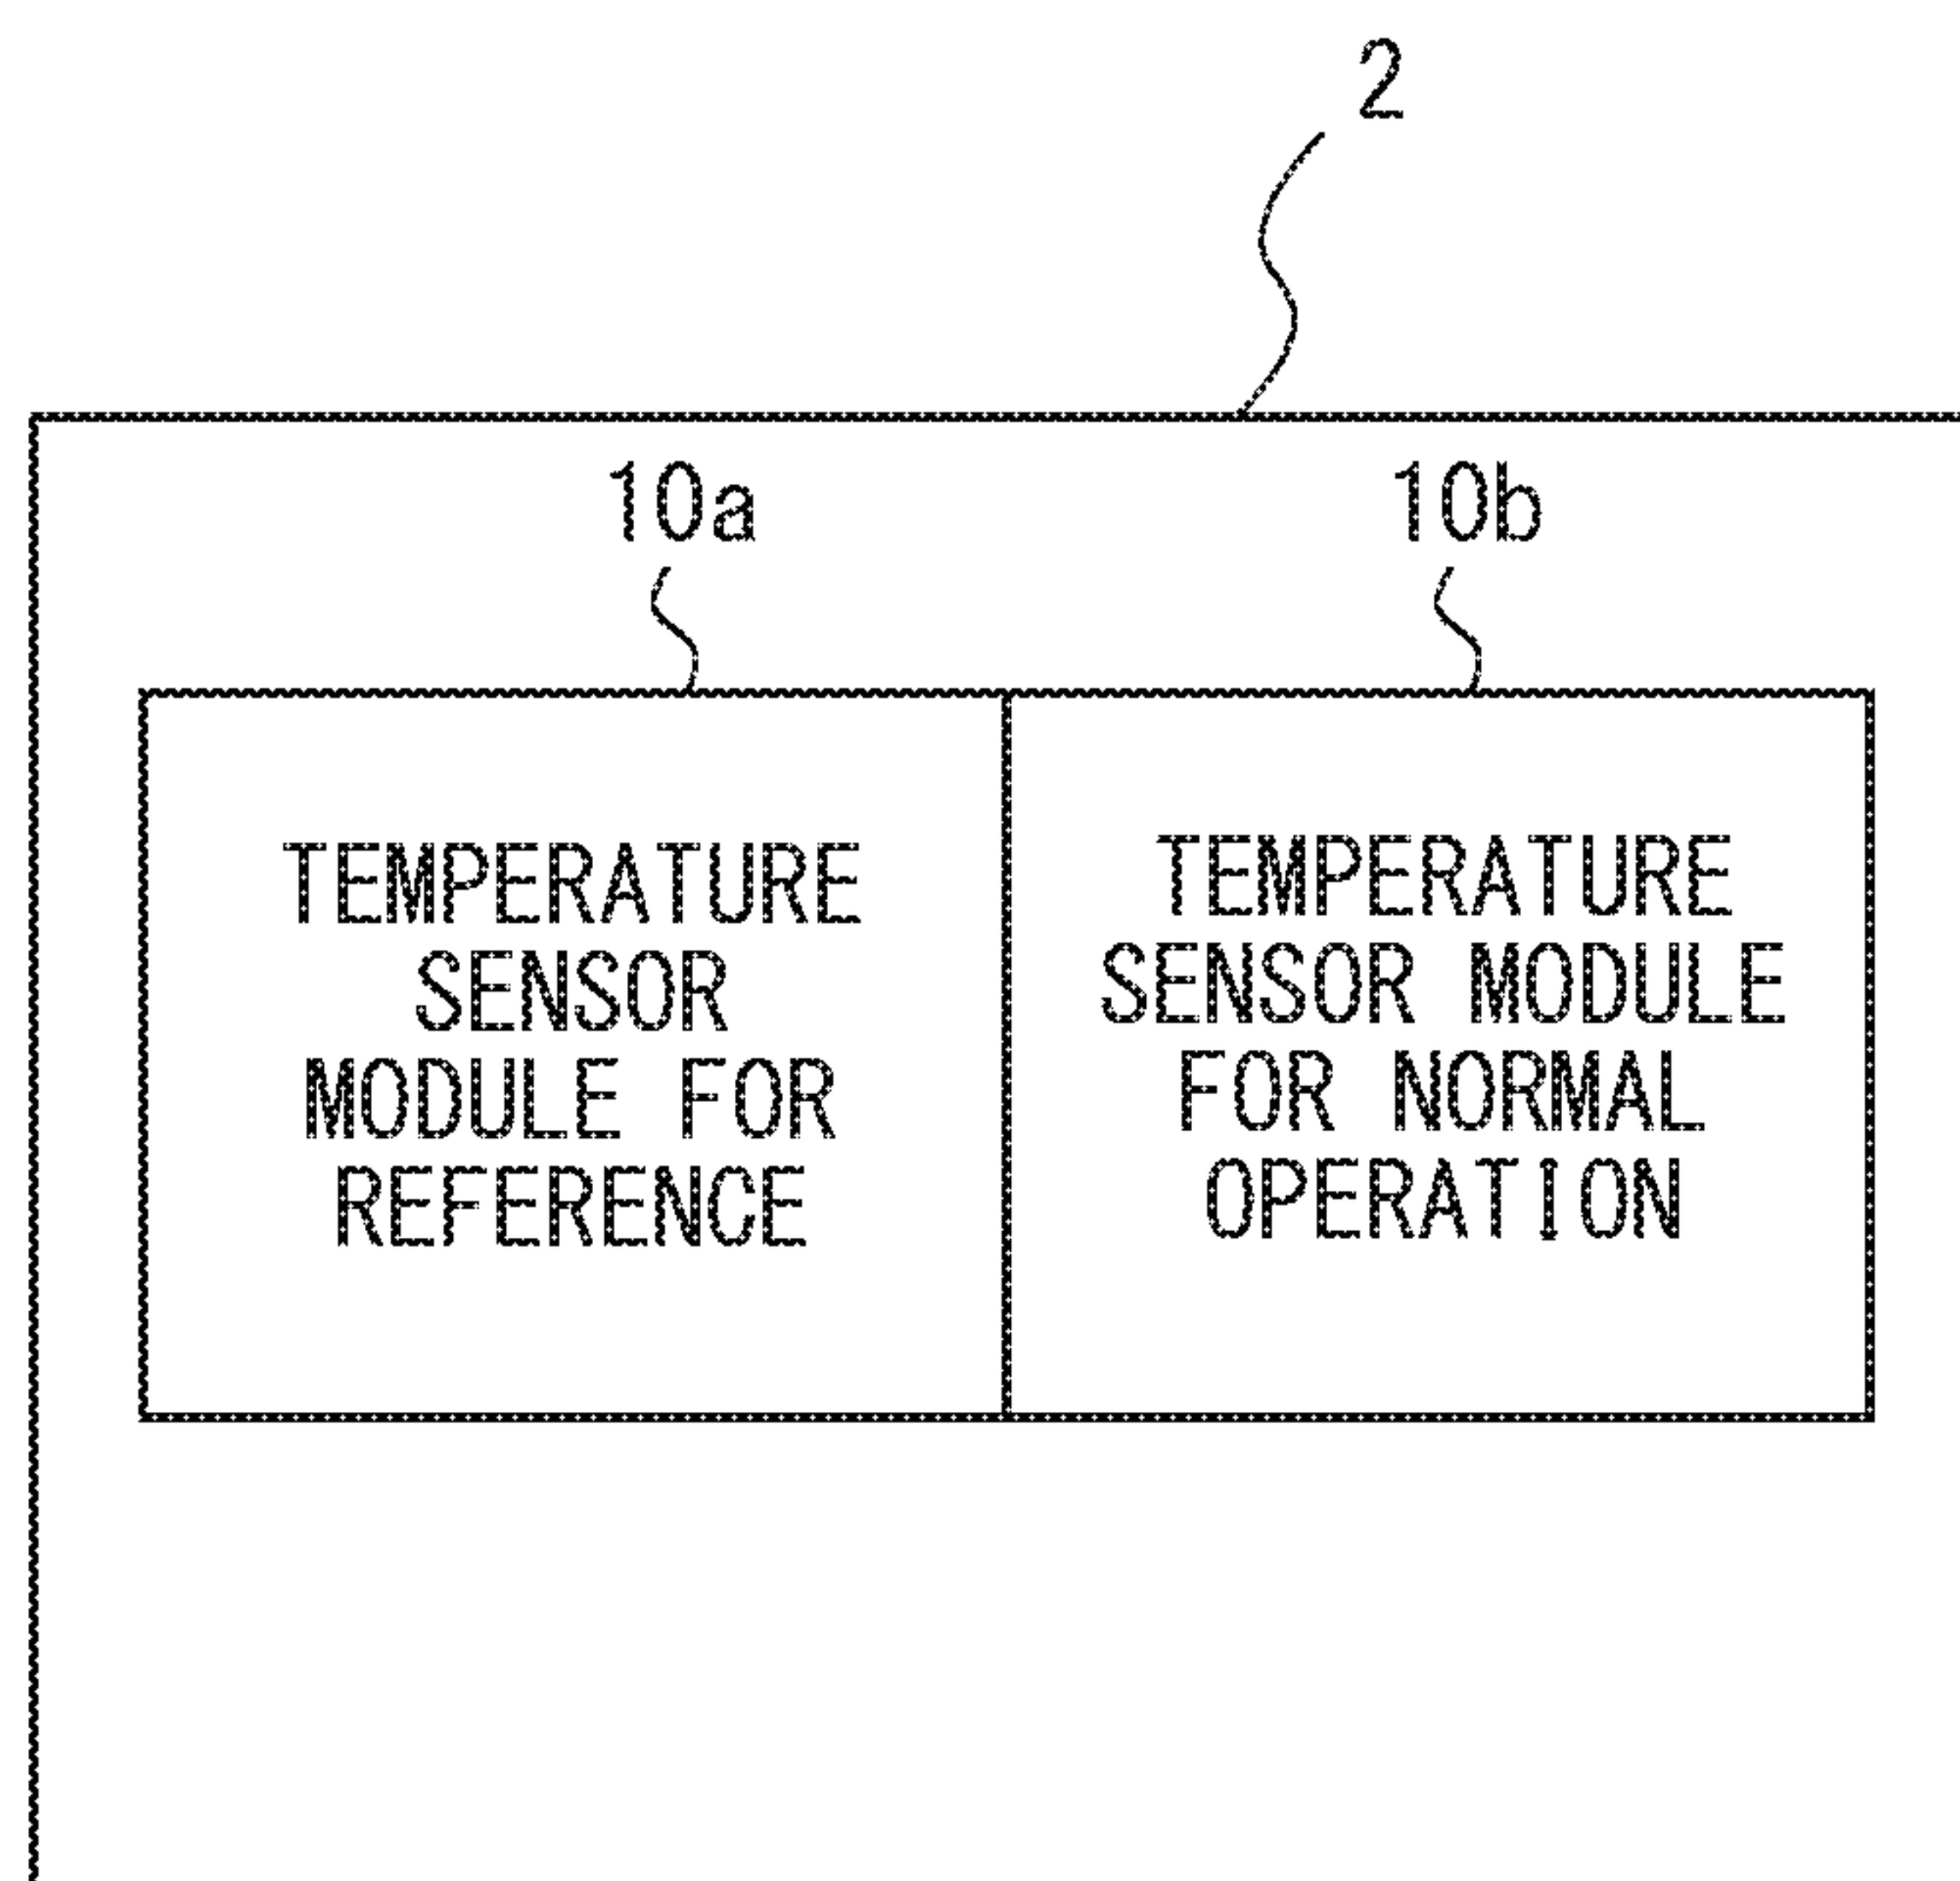 2
10a
10b
TEMPERATURE
SENSOR
MODULE FOR
REFERENCE
TEMPERATURE
SENSOR MODULE
FOR NORMAL
OPERATION